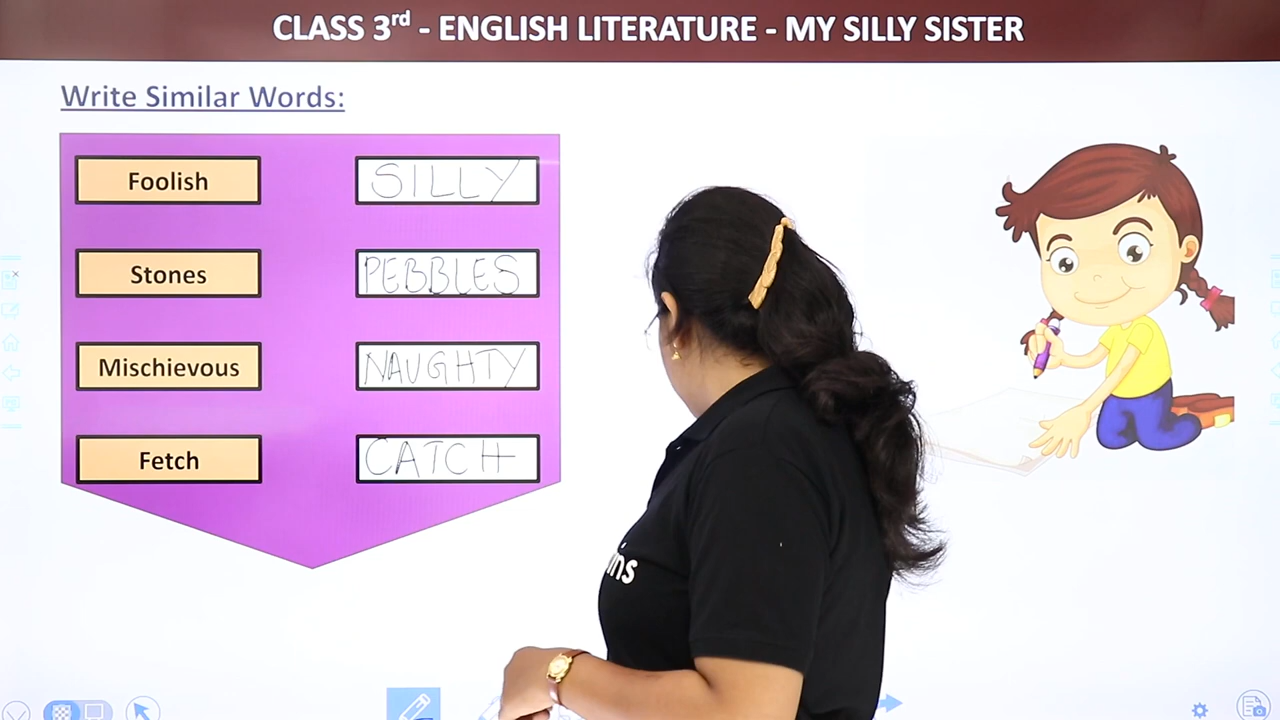 CLASS 3rd - ENGLISH LITERATURE - MY SILLY SISTER
Write Similar Words:
Foolish SILLY
Stones PEBBLES
Mischievous NAUGHTY
Fetch CATCH